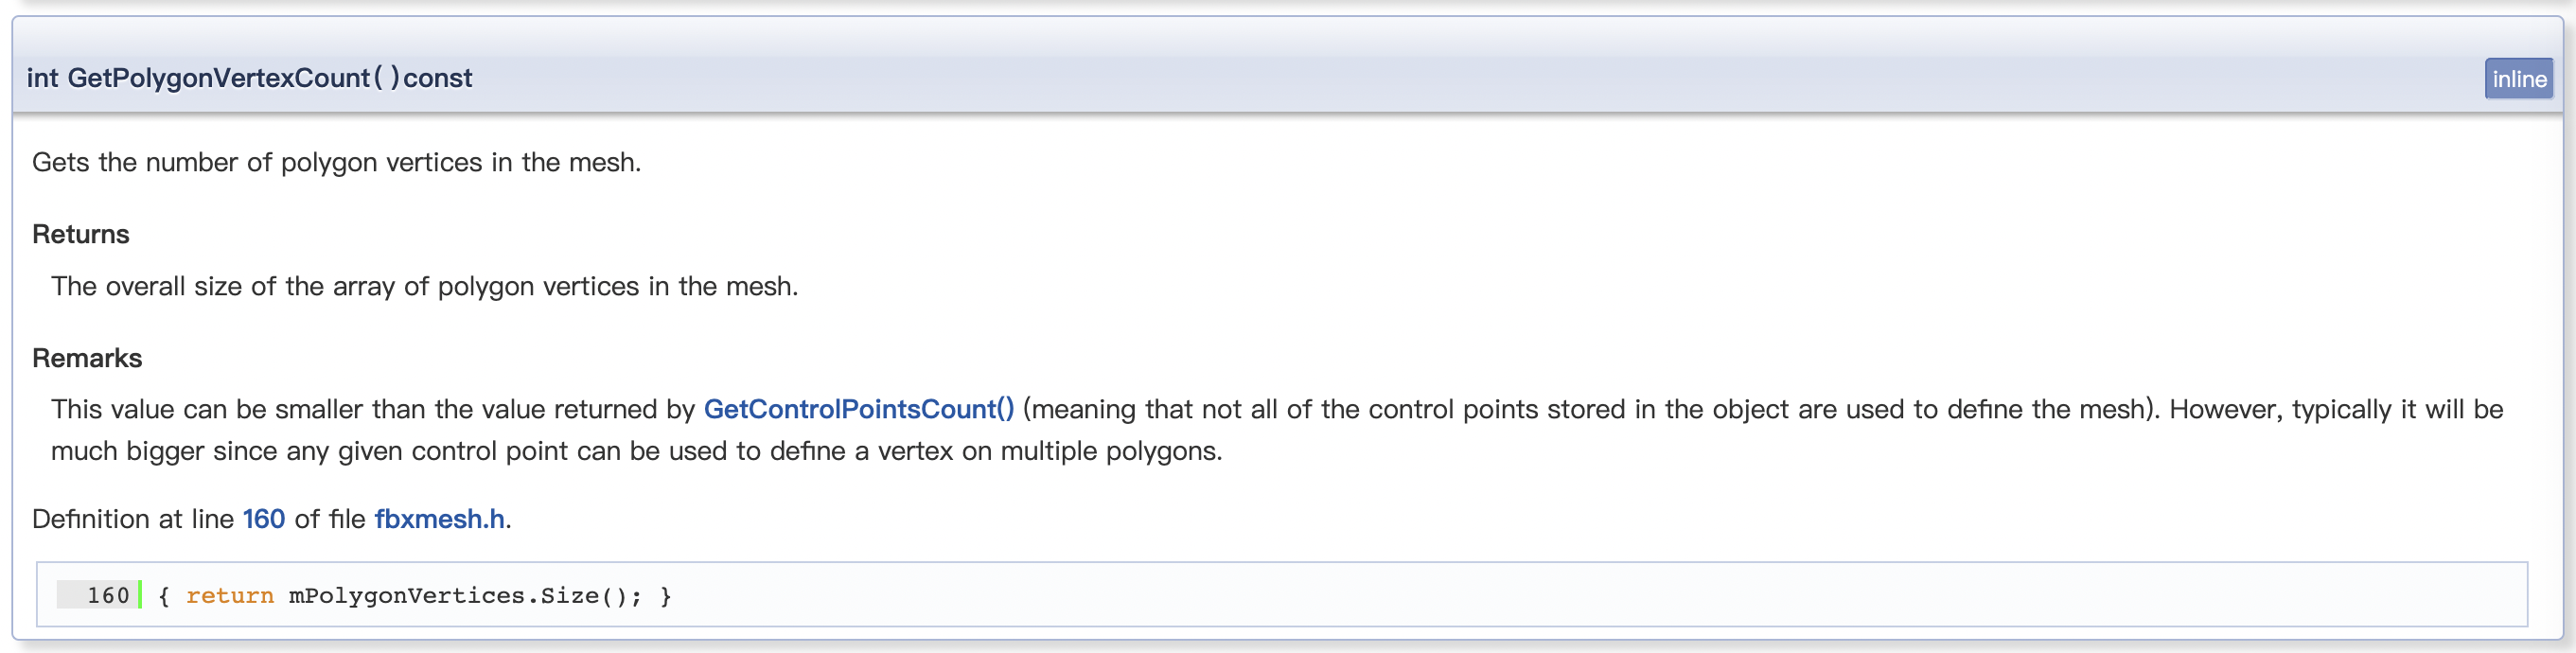 int GetPolygonVertexCount( )const
inline
Gets the number of polygon vertices in the mesh.
Returns
The overall size of the array of polygon vertices in the mesh.
Remarks
This value can be smaller than the value returned by GetControlPointsCount() (meaning that not all of the control points stored in the object are used to define the mesh). However, typically it will be
much bigger since any given control point can be used to define a vertex on multiple polygons.
Definition at line 160 of file fbxmesh.h.
160 { return mPolygonVertices.Size(); }